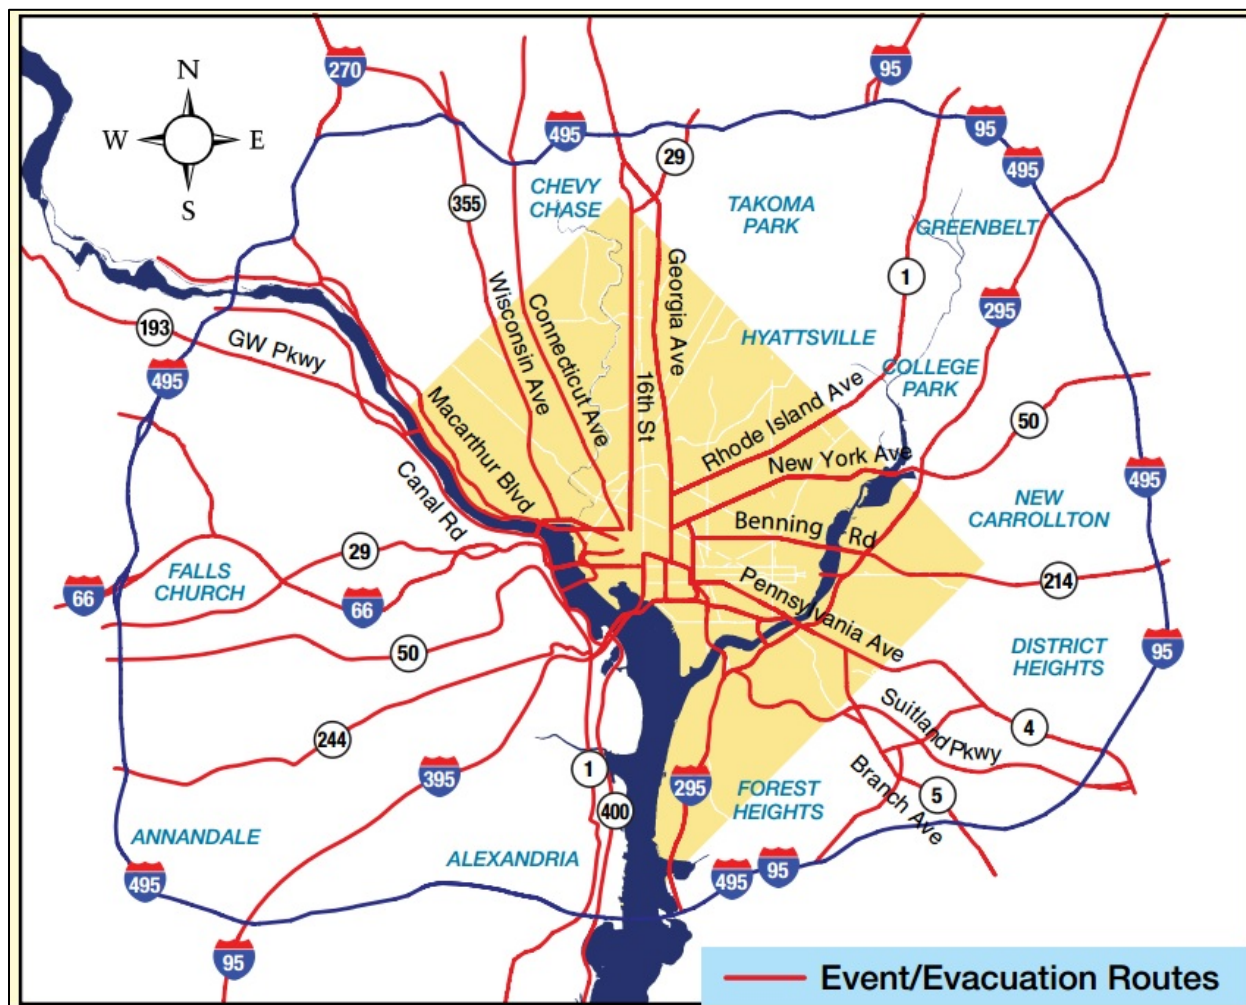 270
95
N
W
E
S
495
95
29
495
CHEVY
CHASE
355
TAKOMA
PARK
GREENBELT
1
Georgia Ave
295
Wisconsin Ave
Connecticut Ave
193
GW Pkwy
HYATTSVILLE
495
COLLEGE
PARK
16th St
Macarthur Blvd
Rhode Island Ave
50
New York Ave
Canal Rd
495
NEW
CARROLLTON
Benning Rd
29
FALLS
CHURCH
66
66
214
Pennsylvania Ave
50
DISTRICT
HEIGHTS
95
244
Suitland Pkwy
4
395
1
295
FOREST
HEIGHTS
Branch Ave
5
400
ANNANDALE
ALEXANDRIA
495
495
95
95
Event/Evacuation Routes